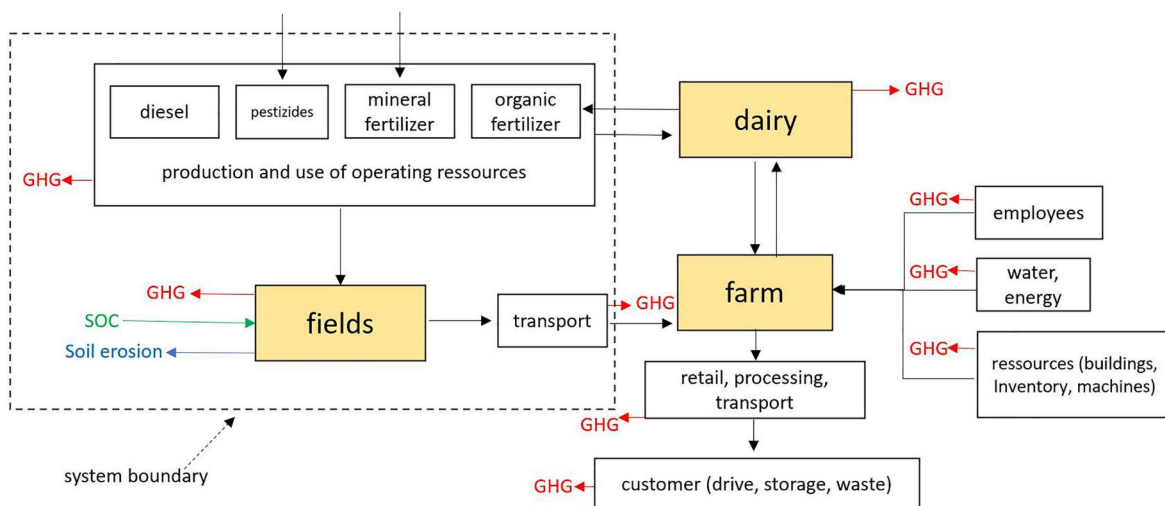 diesel
pestizides
mineral
fertilizer
organic
fertilizer
production and use of operating ressources
GHG
dairy
GHG
GHG
SOC
Soil erosion
fields
transport
GHG
farm
GHG
employees
GHG
water,
energy
GHG
ressources (buildings,
Inventory, machines)
retail, processing,
transport
GHG
customer (drive, storage, waste)
GHG
system boundary